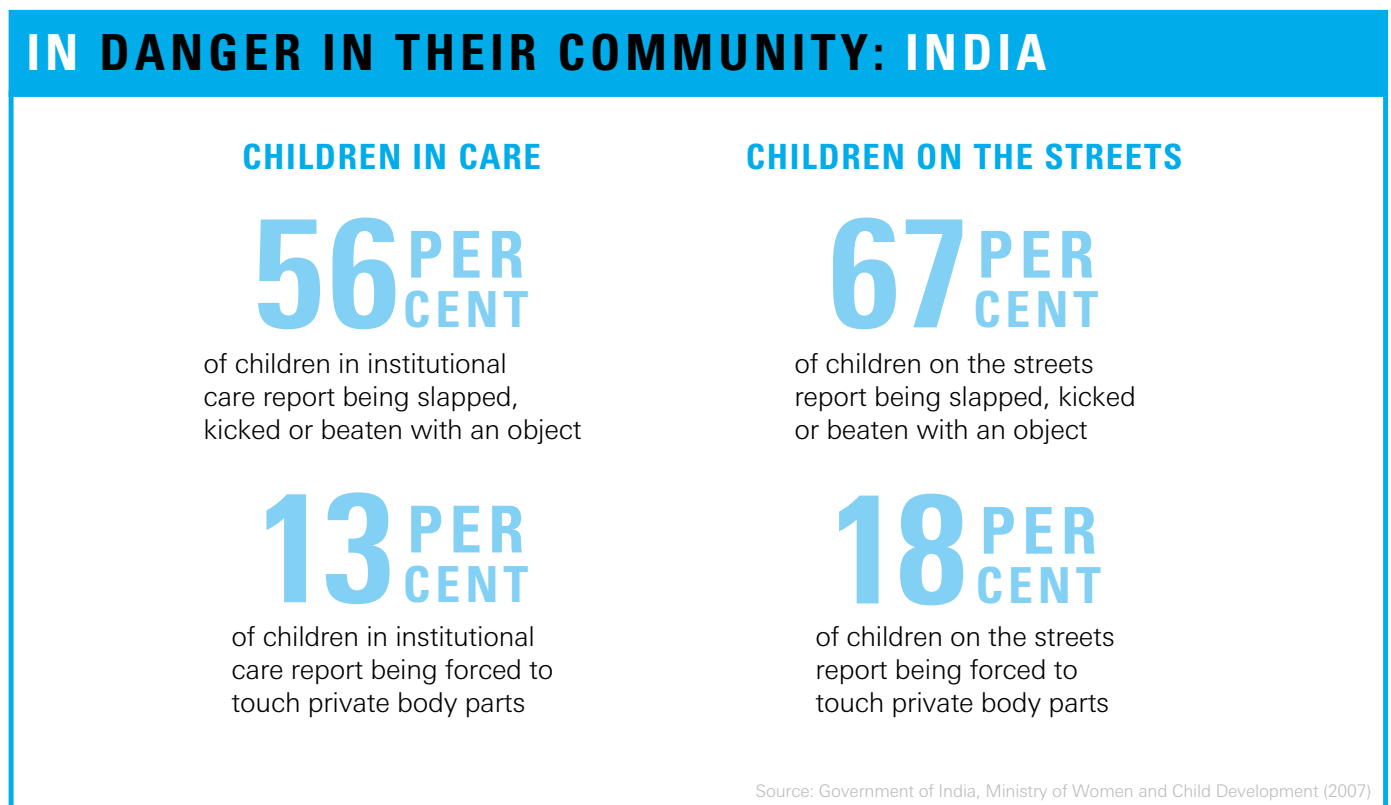 IN DANGER IN THEIR COMMUNITY: INDIA
CHILDREN IN CARE
56 PER CENT
of children in institutional
care report being slapped,
kicked or beaten with an object
13 PER CENT
of children in institutional
care report being forced to
touch private body parts
CHILDREN ON THE STREETS
67 PER CENT
of children on the streets
report being slapped, kicked
or beaten with an object
18 PER CENT
of children on the streets
report being forced to
touch private body parts
Source: Government of India, Ministry of Women and Child Development (2007)